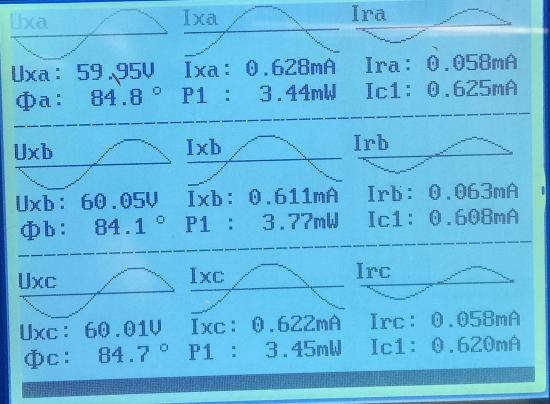 Uxa Ixa Ira
Uxa: 59.95V Ixa: 0.628mA Ira: 0.058mA
Φa: 84.8° P1 : 3.44mW Ic1: 0.625mA
Uxb Ixb Irb
Uxb: 60.05V Ixb: 0.611mA Irb: 0.063mA
Φb: 84.1° P1 : 3.77mW Ic1: 0.608mA
Uxc Ixc Irc
Uxc: 60.01V Ixc: 0.622mA Irc: 0.058mA
Φc: 84.7° P1 : 3.45mW Ic1: 0.620mA